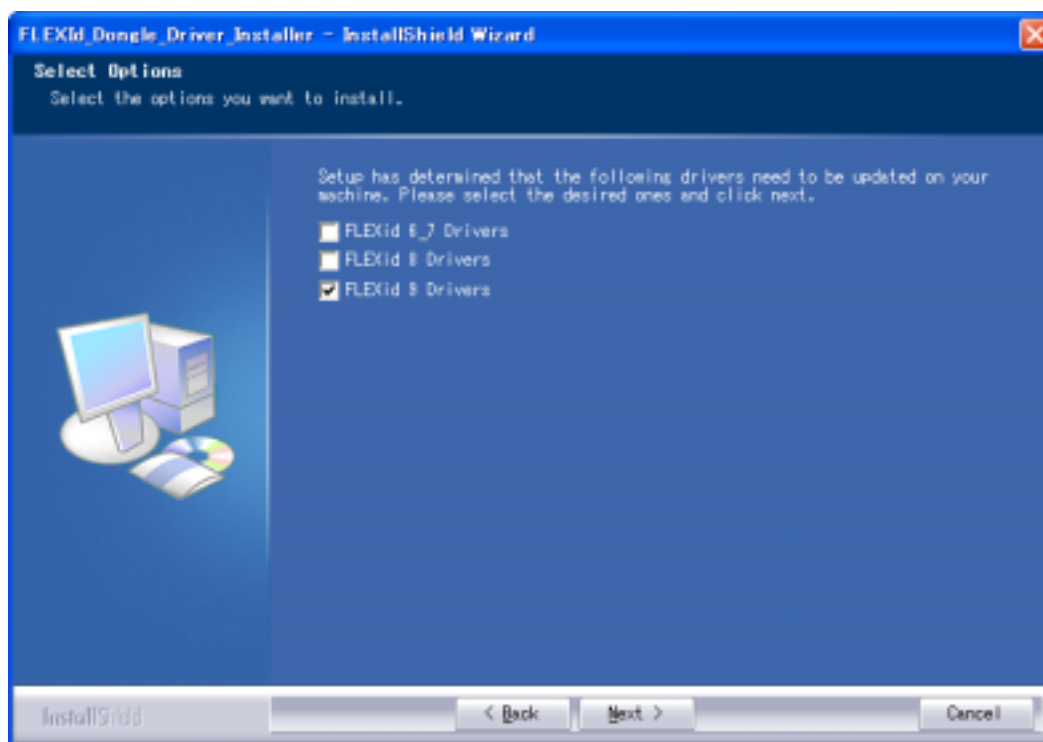 FLEXId_Dongle_Driver_Installer - InstallShield Wizard
Select Options
Select the options you want to install.
Setup has determined that the following drivers need to be updated on your
machine. Please select the desired ones and click next.
FLEXid 6_7 Drivers
FLEXid 8 Drivers
FLEXid 9 Drivers
InstallShield
< Back
Next >
Cancel